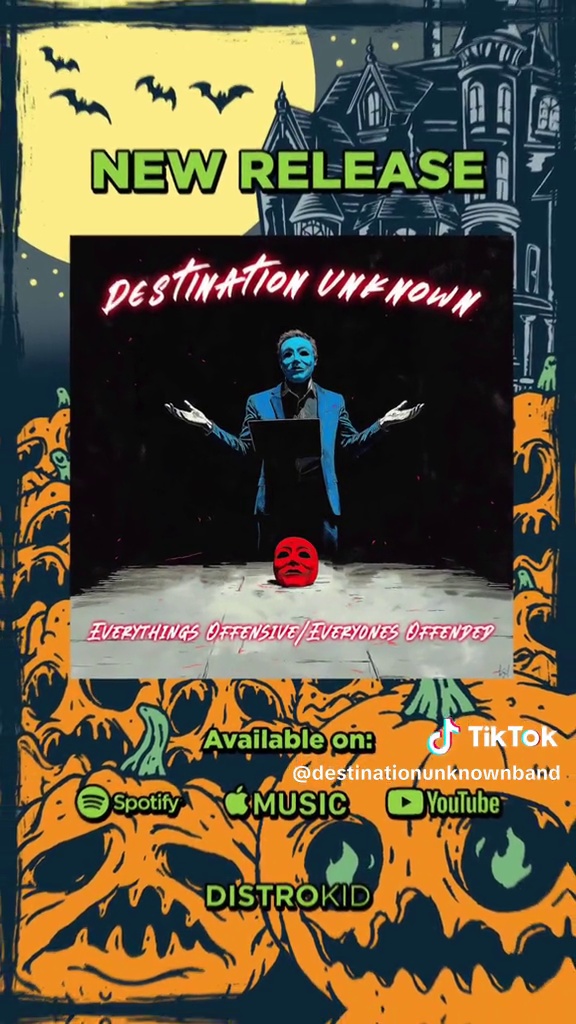 NEW RELEASE
DESTINATION UNKNOWN
EVERYTHINGS OFFENSIVE/EVERYONES OFFENDED
Available on:
TikTok
@destinationunknownband
Spotify
MUSIC
YouTube
DISTROKID